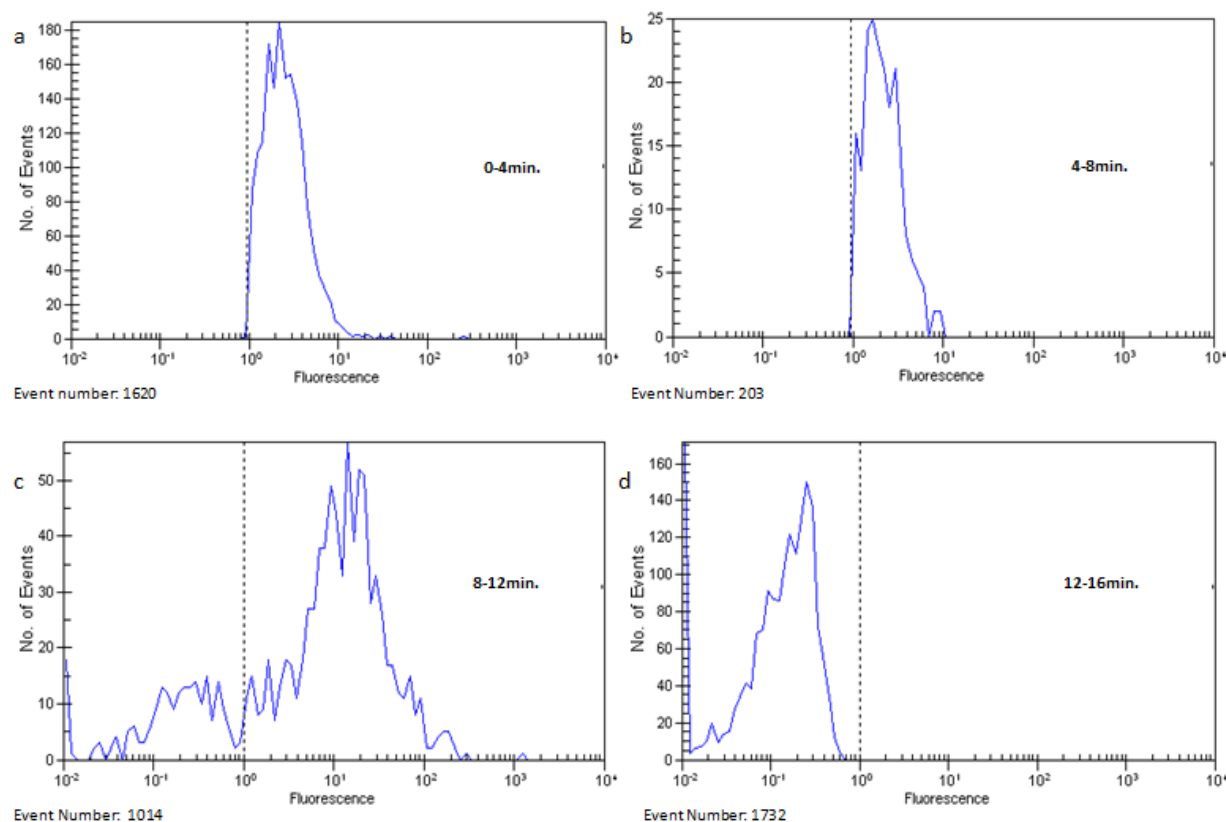 a
180
160
140
120
100
80
60
40
20
0
No. of Events
0-4min.
10⁻² 10⁻¹ 10⁰ 10¹ 10² 10³ 10⁴
Fluorescence
Event number: 1620
b
25
20
15
10
5
0
No. of Events
4-8min.
10⁻² 10⁻¹ 10⁰ 10¹ 10² 10³ 10⁴
Fluorescence
Event Number: 203
c
50
40
30
20
10
0
No. of Events
8-12min.
10⁻² 10⁻¹ 10⁰ 10¹ 10² 10³ 10⁴
Fluorescence
Event Number: 1014
d
160
140
120
100
80
60
40
20
0
No. of Events
12-16min.
10⁻² 10⁻¹ 10⁰ 10¹ 10² 10³ 10⁴
Fluorescence
Event Number: 1732